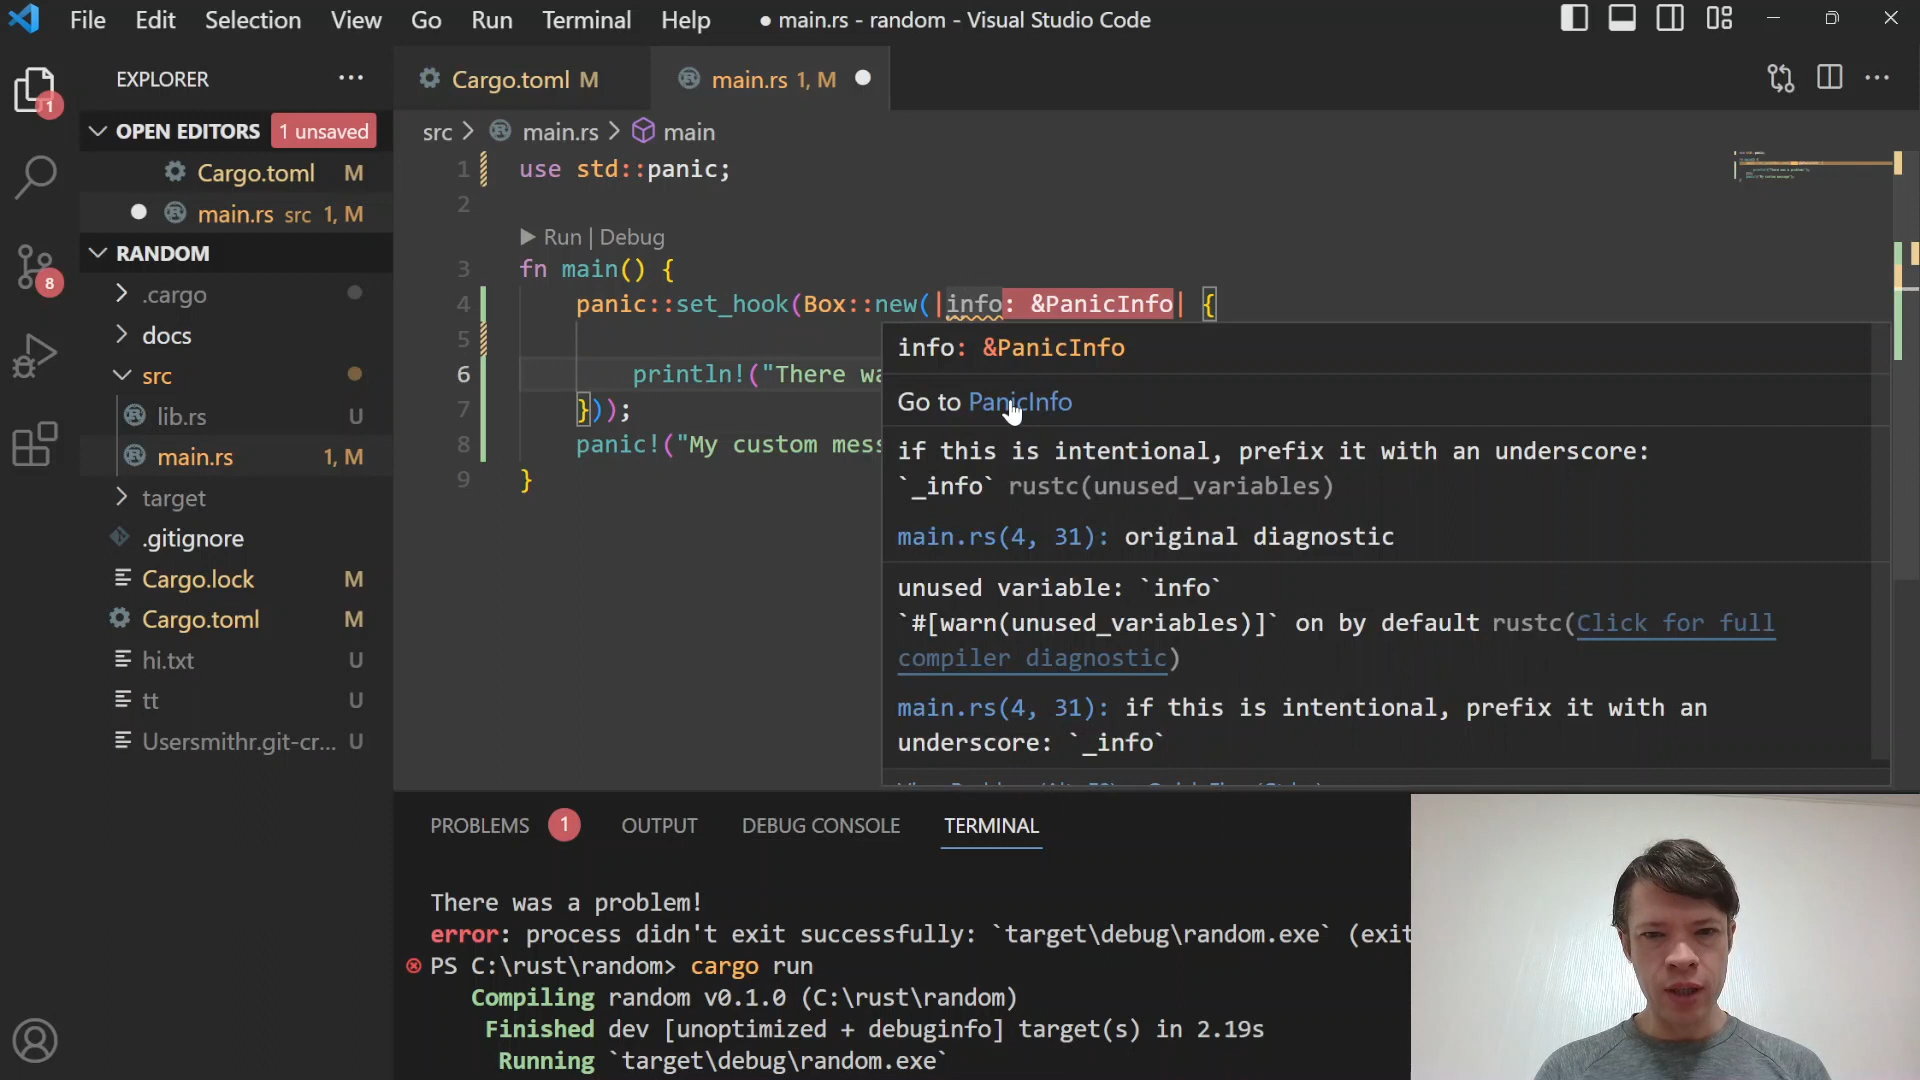 File Edit Selection View Go Run Terminal Help ● main.rs - random - Visual Studio Code
EXPLORER ...
Cargo.toml M
main.rs 1, M
1
OPEN EDITORS 1 unsaved
Cargo.toml M
main.rs src 1, M
RANDOM
.cargo
docs
src
lib.rs U
main.rs 1, M
target
.gitignore
Cargo.lock M
Cargo.toml M
hi.txt U
tt U
Usersmithr.git-cr... U
8
src > main.rs > main
1 use std::panic;
2
Run | Debug
3 fn main() {
4 panic::set_hook(Box::new(|info: &PanicInfo| {
5
6 println!("There wa
7 }));
8 panic!("My custom mess
9 }
info: &PanicInfo
Go to PanicInfo
if this is intentional, prefix it with an underscore:
`_info` rustc(unused_variables)
main.rs(4, 31): original diagnostic
unused variable: `info`
`#[warn(unused_variables)]` on by default rustc(Click for full
compiler diagnostic)
main.rs(4, 31): if this is intentional, prefix it with an
underscore: `_info`
PROBLEMS 1 OUTPUT DEBUG CONSOLE TERMINAL
There was a problem!
error: process didn't exit successfully: `target\debug\random.exe` (exit
PS C:\rust\random> cargo run
Compiling random v0.1.0 (C:\rust\random)
Finished dev [unoptimized + debuginfo] target(s) in 2.19s
Running `target\debug\random.exe`